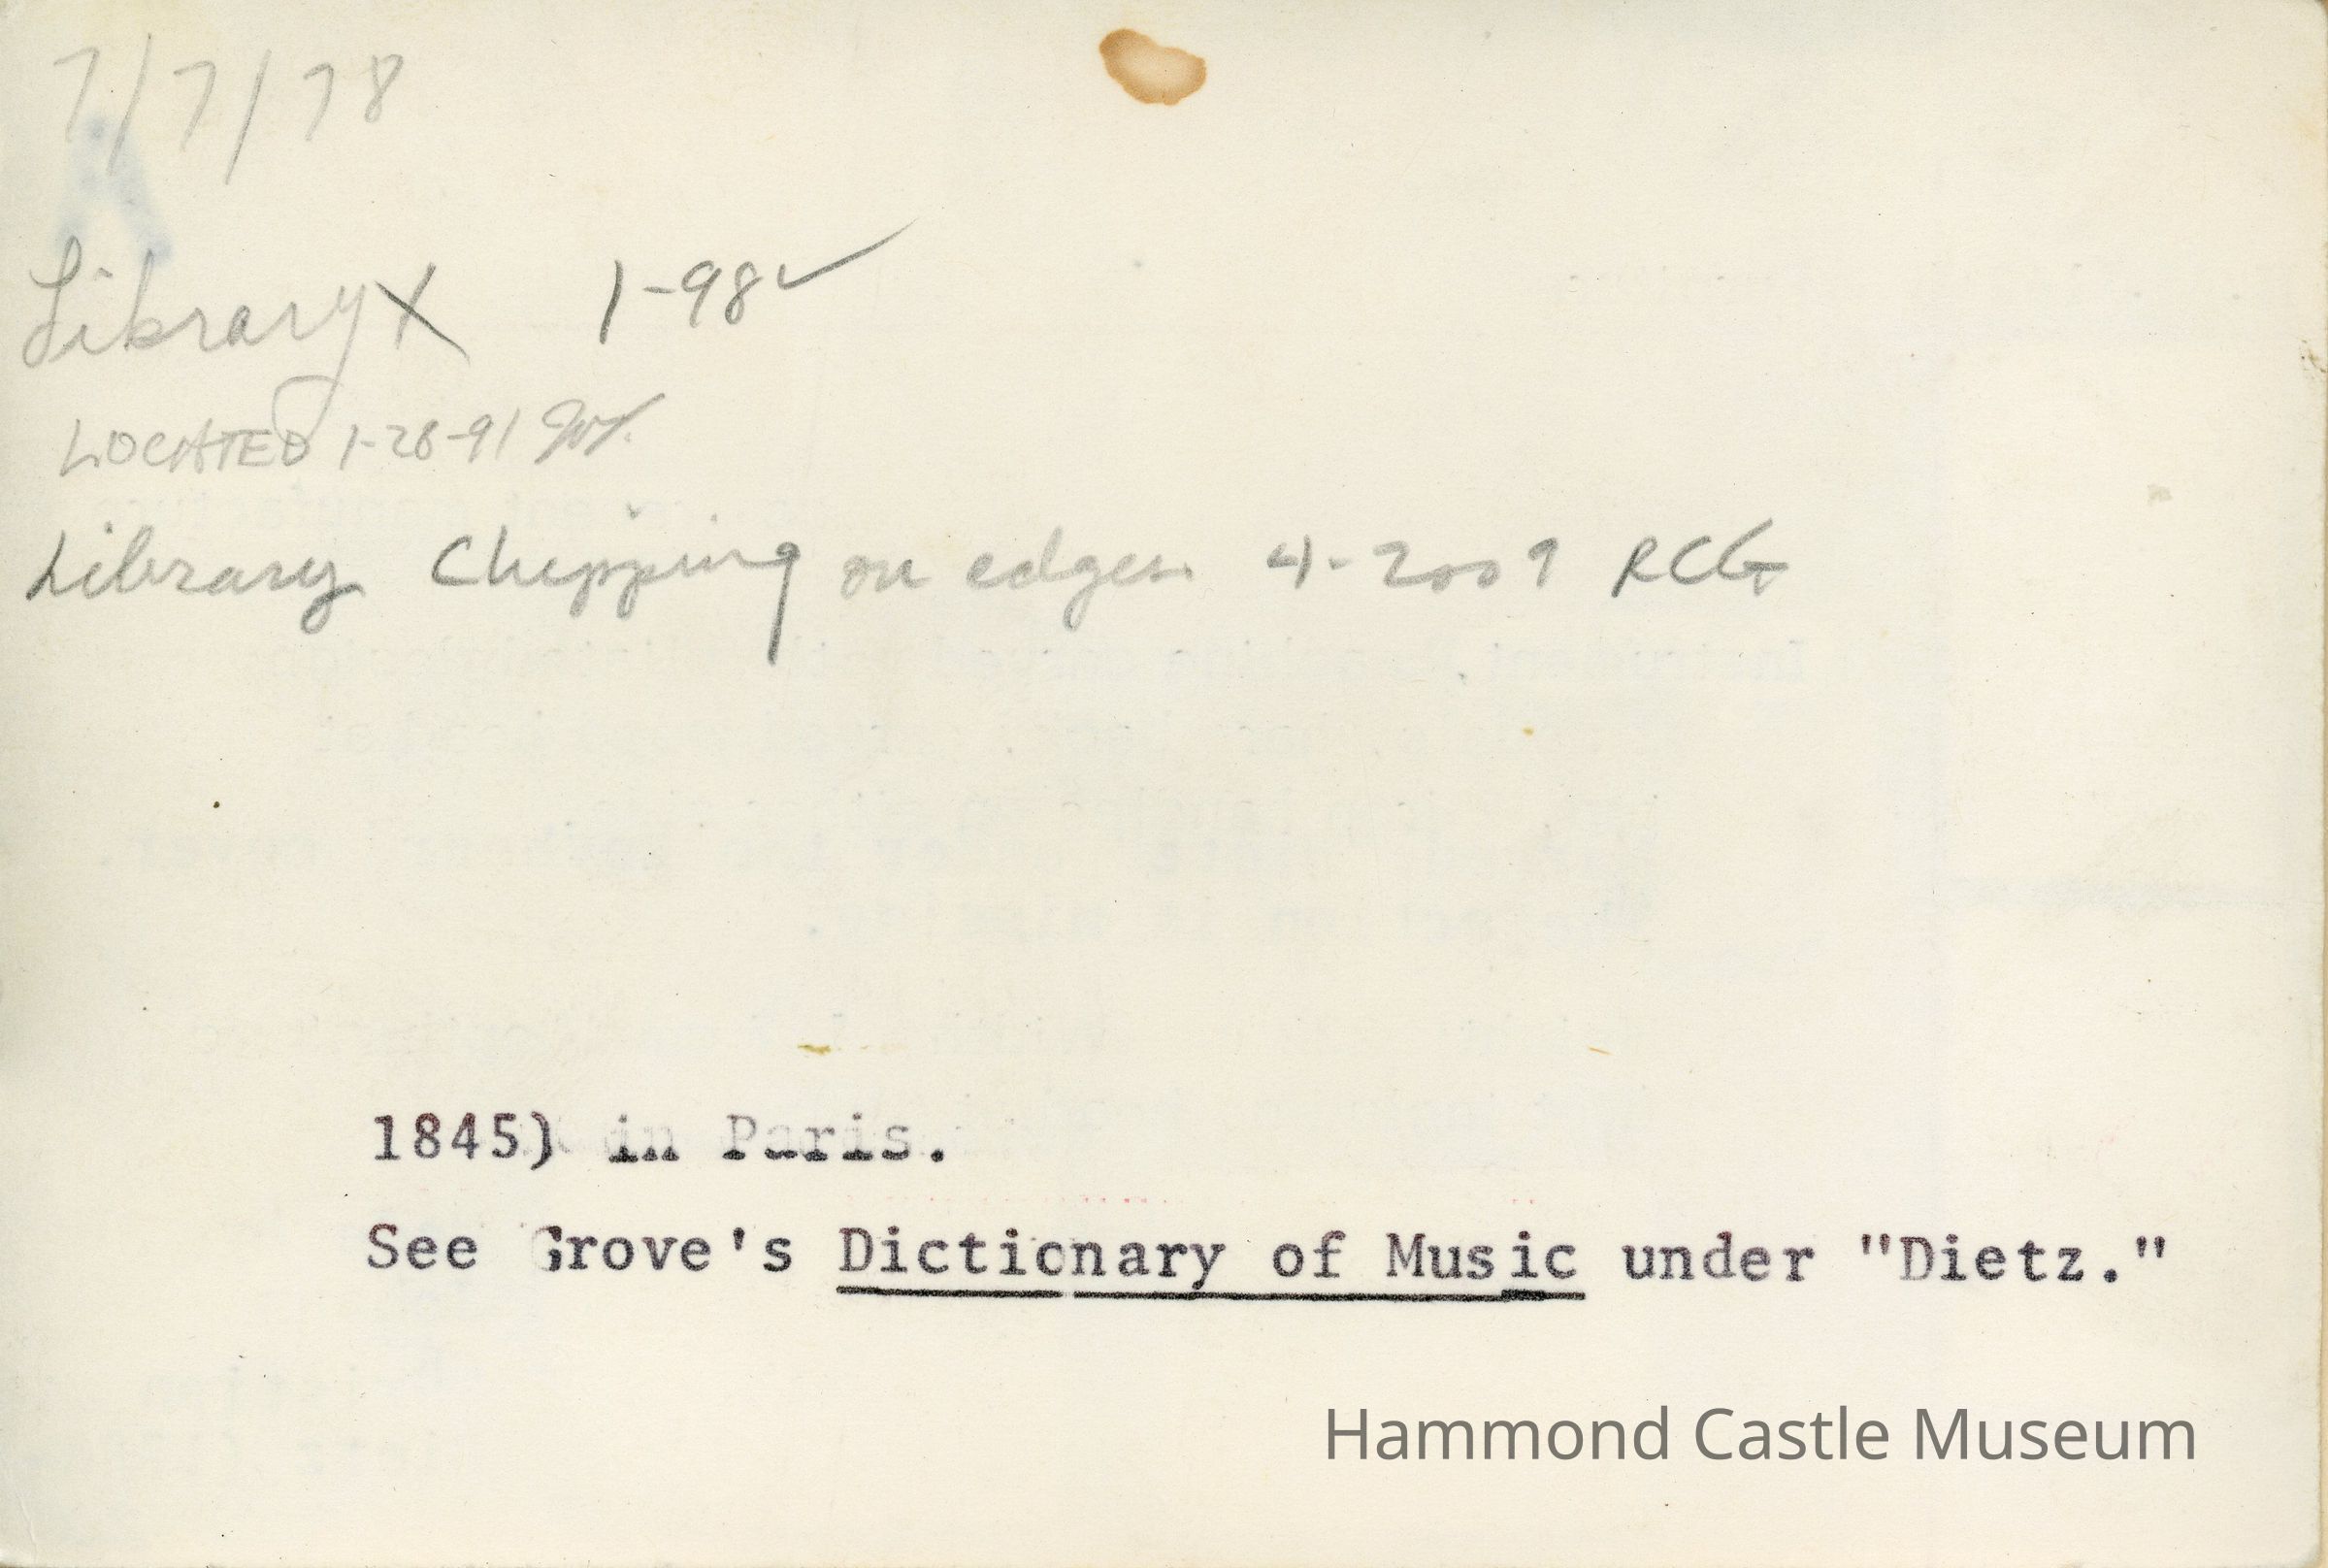 7/7/78
Library X 1-98 ✓
LOCATED 1-28-91
Library Chipping on edges. 4-2009 RCG
1845) in Paris.
See Grove's Dictionary of Music under "Dietz."
Hammond Castle Museum